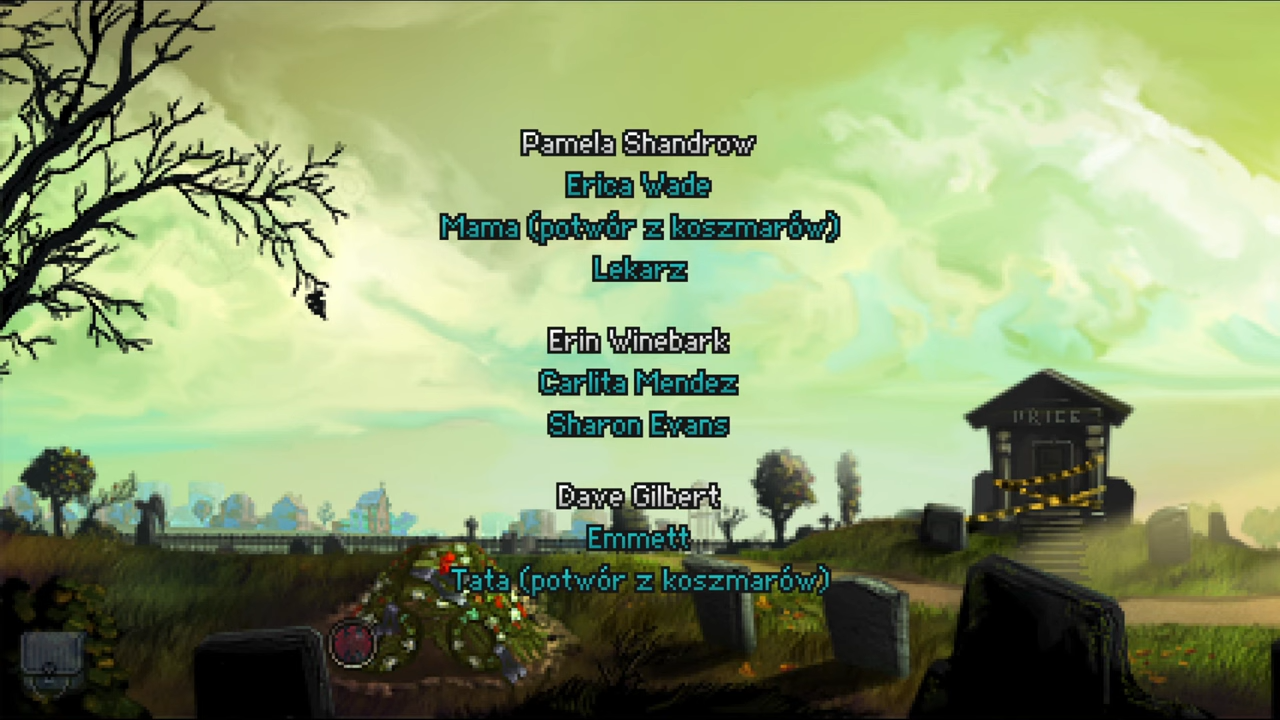 Pamela Shandrow
Erica Wade
Mama (potwór z koszmarów)
Lekarz
Erin Winebark
Carlita Mendez
Sharon Evans
PRICE
Dave Gilbert
Emmett
Tata (potwór z koszmarów)